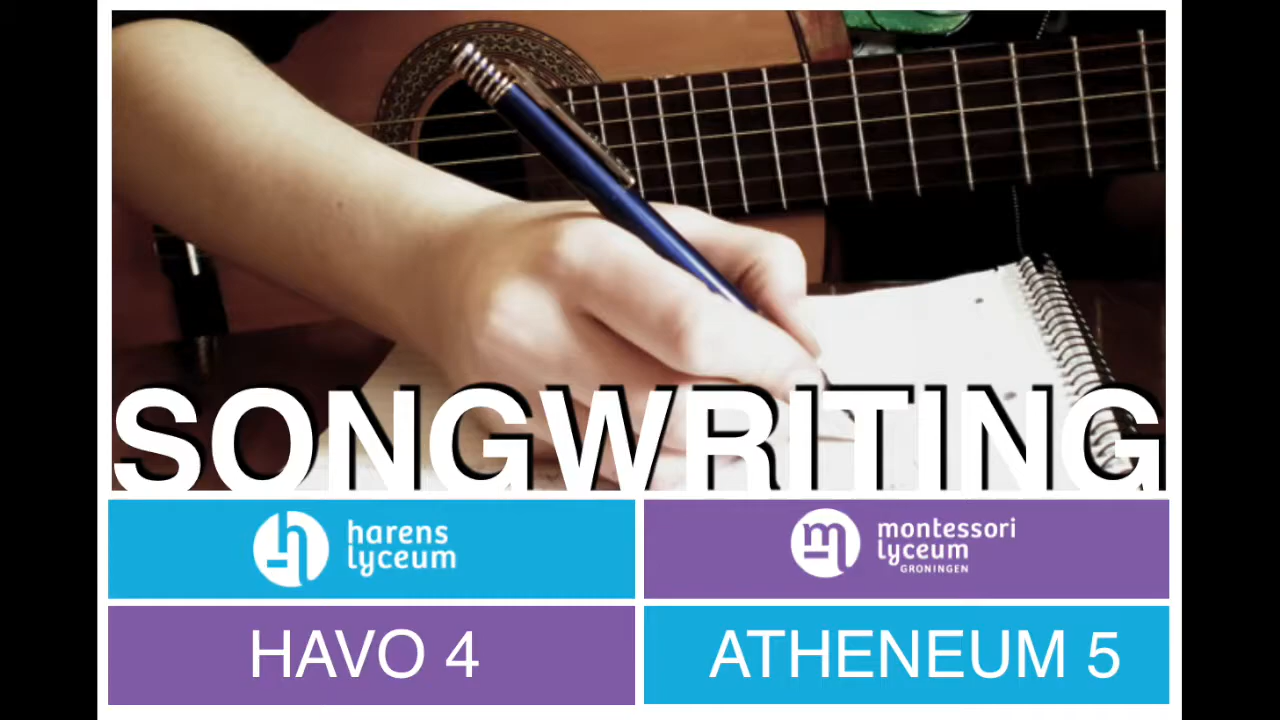 SONGWRITING
harens
lyceum
montessori
lyceum
GRONINGEN
HAVO 4
ATHENEUM 5